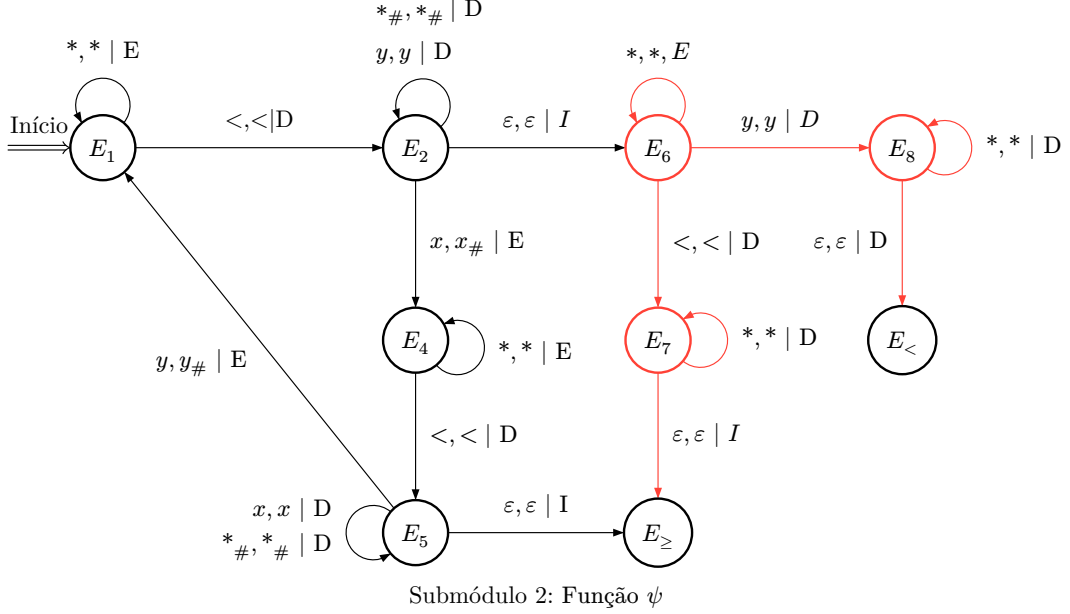 *#, *# | D
*, * | E
y, y | D
*, *, E
Início
<,<|D
ε, ε | I
y, y | D
E1
E2
E6
E8
*, * | D
x, x# | E
<, < | D
ε, ε | D
y, y# | E
E4
*, * | E
E7
*, * | D
E<
<, < | D
ε, ε | I
x, x | D
*#, *# | D
E5
ε, ε | I
E≥
Submódulo 2: Função ψ